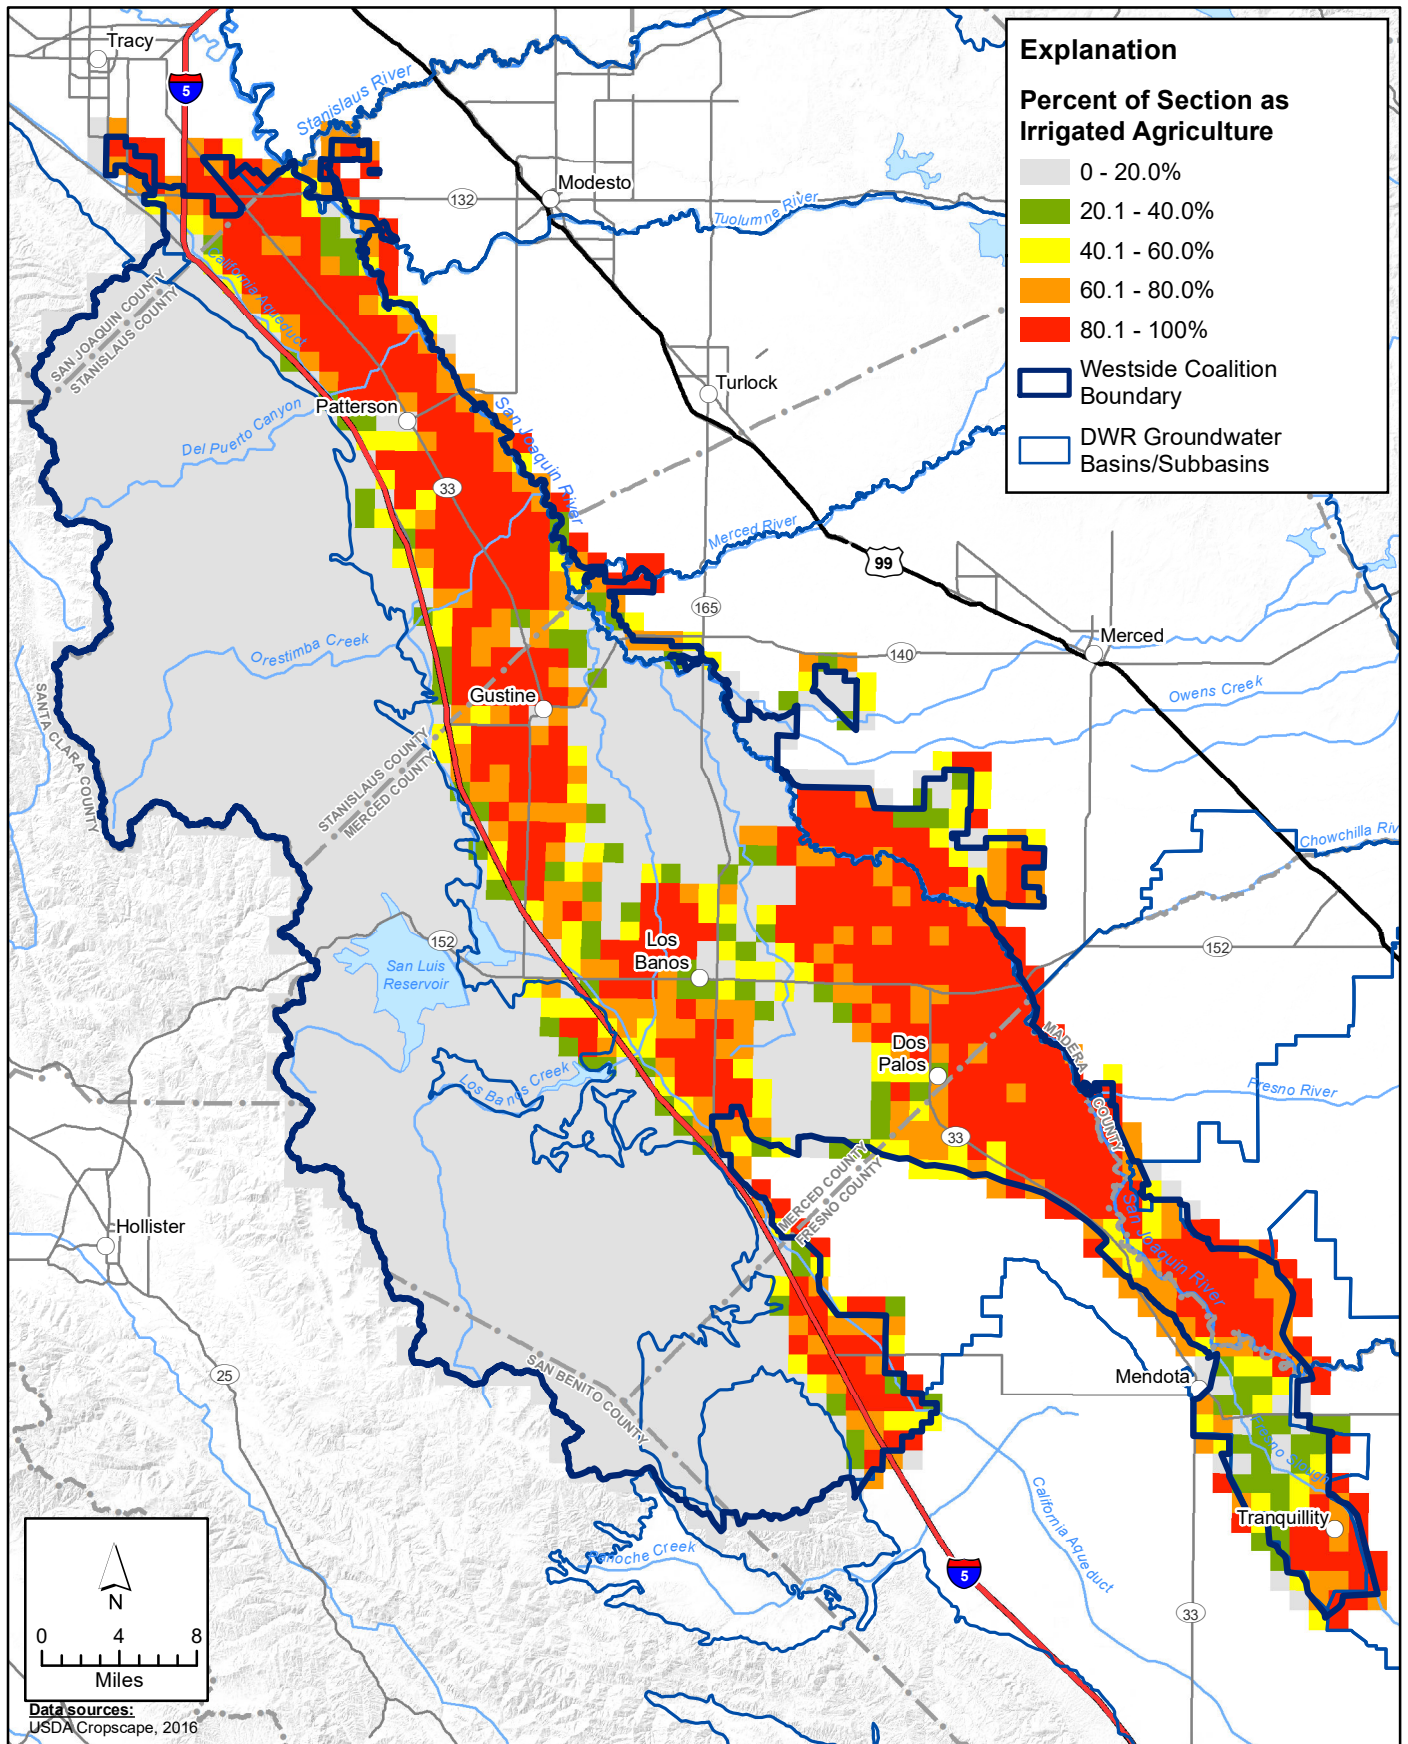 Tracy
5
Stanislaus River
132
Modesto
Tuolumne River
Explanation
Percent of Section as
Irrigated Agriculture
0 - 20.0%
20.1 - 40.0%
40.1 - 60.0%
60.1 - 80.0%
80.1 - 100%
Westside Coalition
Boundary
DWR Groundwater
Basins/Subbasins
California Aqueduct
SAN JOAQUIN COUNTY
STANISLAUS COUNTY
Turlock
Patterson
Del Puerto Canyon
San Joaquin River
33
Merced River
99
165
Merced
140
Orestimba Creek
Owens Creek
Gustine
SANTA CLARA COUNTY
STANISLAUS COUNTY
MERCED COUNTY
Chowchilla Riv
152
Los
Banos
152
San Luis
Reservoir
Dos
Palos
MADERA
COUNTY
Los Banos Creek
Fresno River
33
MERCED COUNTY
FRESNO COUNTY
Hollister
San Joaquin River
25
SAN BENITO COUNTY
Mendota
Fresno Slough
California Aqueduct
Tranquillity
Panoche Creek
5
33
N
0 4 8
Miles
Data sources:
USDA Cropscape, 2016